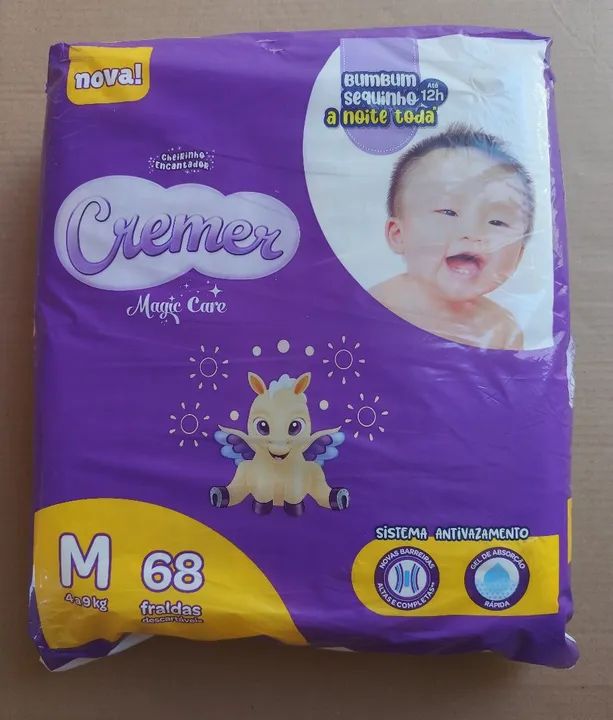 nova!
BUMBUM
SEQUINHO
Até
12h
A NOITE TODA*
CHEIRINHO
ENCANTADOR
Cremer
Magic Care
M
4 a 9 kg
68
fraldas
descartáveis
SISTEMA ANTIVAZAMENTO
NOVAS BARREIRAS
ALTAS E COMPLETAS**
GEL DE ABSORÇÃO
RÁPIDA